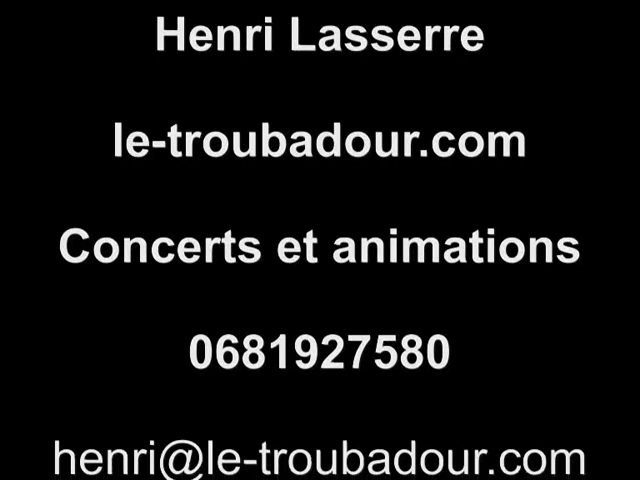 Henri Lasserre
le-troubadour.com
Concerts et animations
0681927580
henri@le-troubadour.com